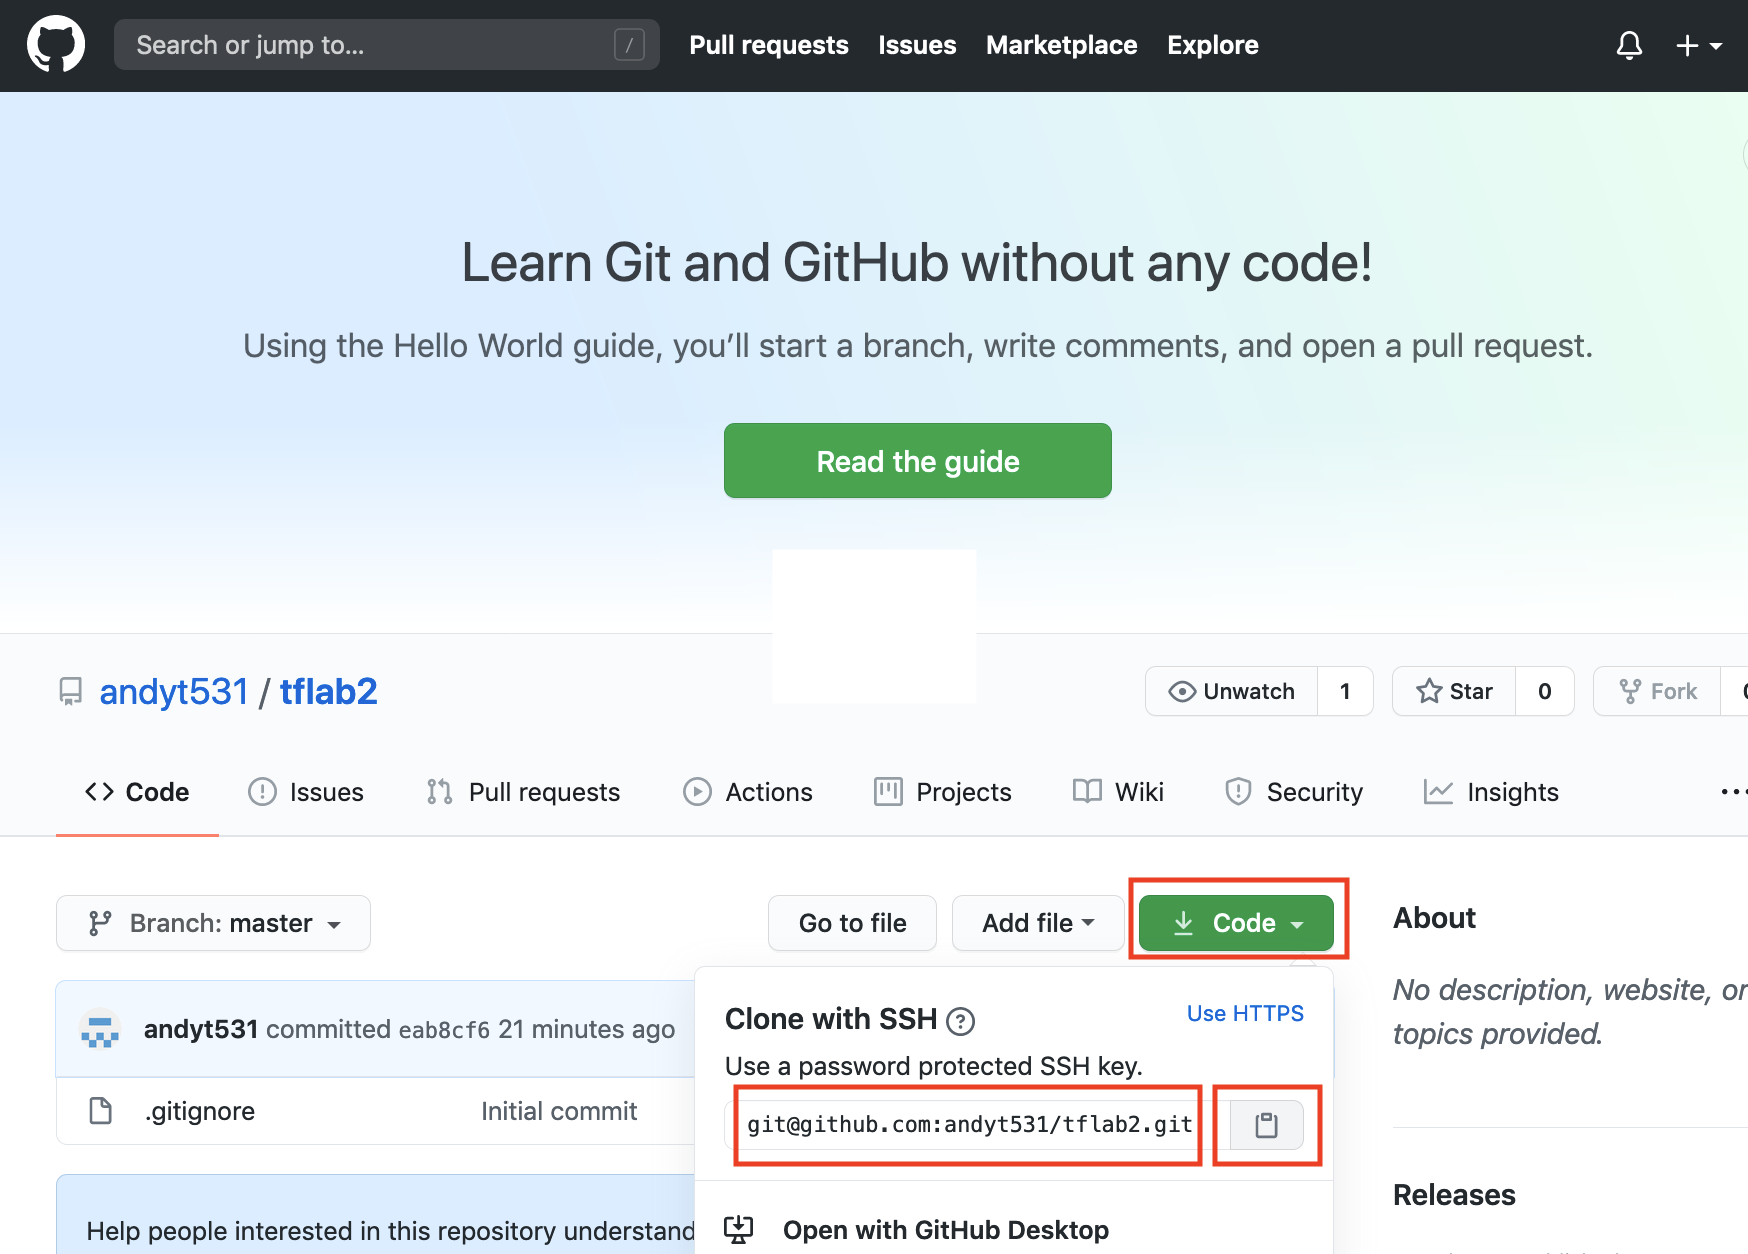 Search or jump to... /
Pull requests Issues Marketplace Explore
Learn Git and GitHub without any code!
Using the Hello World guide, you’ll start a branch, write comments, and open a pull request.
Read the guide
andyt531 / tflab2
Unwatch 1 Star 0 Fork
Code Issues Pull requests Actions Projects Wiki Security Insights ...
Branch: master Go to file Add file Code
About
No description, website, or
topics provided.
andyt531 committed eab8cf6 21 minutes ago
.gitignore Initial commit
Help people interested in this repository understand
Clone with SSH ? Use HTTPS
Use a password protected SSH key.
git@github.com:andyt531/tflab2.git
Open with GitHub Desktop
Releases